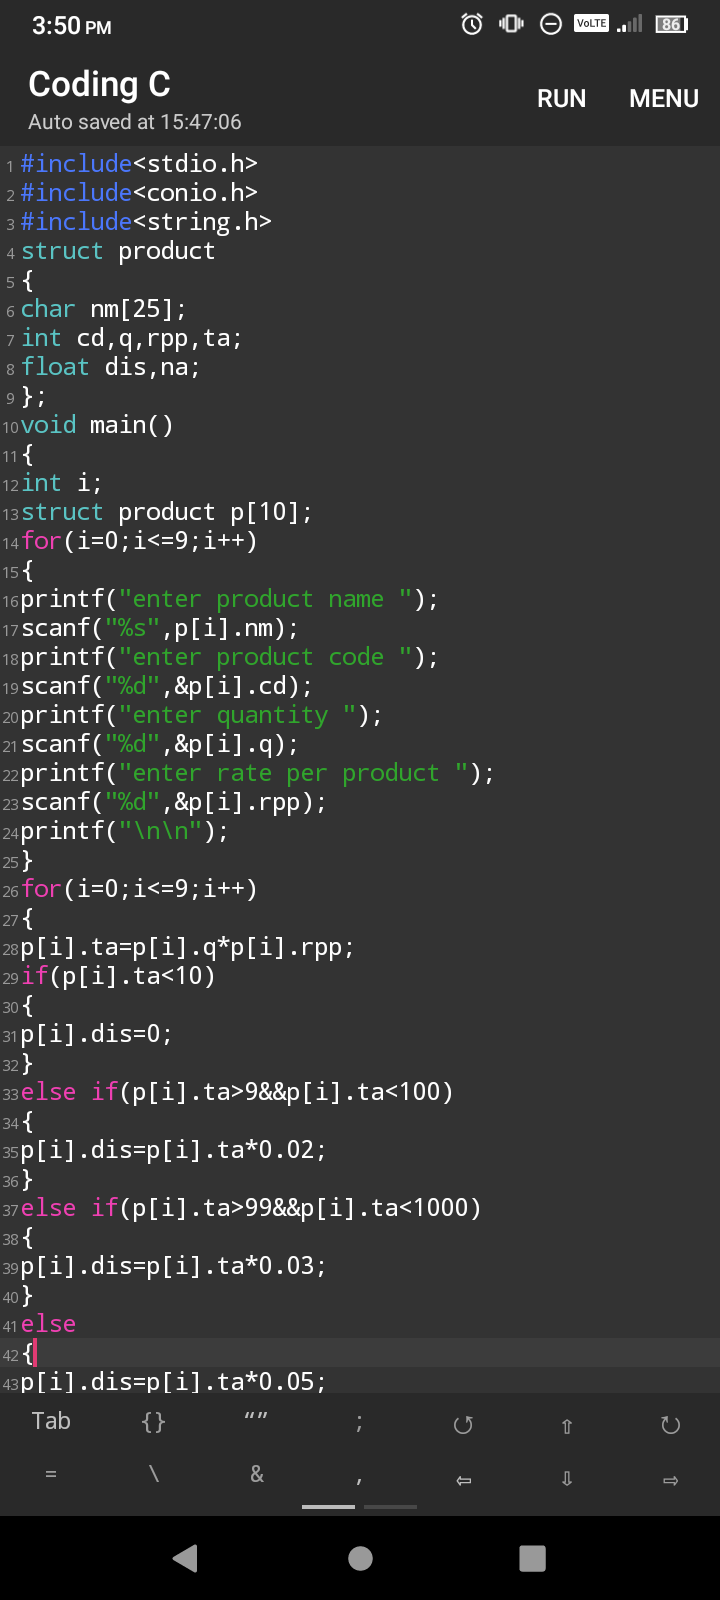 3:50 PM
VoLTE
86
Coding C
Auto saved at 15:47:06
RUN
MENU
1 #include<stdio.h>
2 #include<conio.h>
3 #include<string.h>
4 struct product
5 {
6 char nm[25];
7 int cd,q,rpp,ta;
8 float dis,na;
9 };
10 void main()
11 {
12 int i;
13 struct product p[10];
14 for(i=0;i<=9;i++)
15 {
16 printf("enter product name ");
17 scanf("%s",p[i].nm);
18 printf("enter product code ");
19 scanf("%d",&p[i].cd);
20 printf("enter quantity ");
21 scanf("%d",&p[i].q);
22 printf("enter rate per product ");
23 scanf("%d",&p[i].rpp);
24 printf("\n\n");
25 }
26 for(i=0;i<=9;i++)
27 {
28 p[i].ta=p[i].q*p[i].rpp;
29 if(p[i].ta<10)
30 {
31 p[i].dis=0;
32 }
33 else if(p[i].ta>9&&p[i].ta<100)
34 {
35 p[i].dis=p[i].ta*0.02;
36 }
37 else if(p[i].ta>99&&p[i].ta<1000)
38 {
39 p[i].dis=p[i].ta*0.03;
40 }
41 else
42 {
43 p[i].dis=p[i].ta*0.05;
Tab {} “” ; ↺ ⇧ ↻
= \ & , ⇦ ⇩ ⇨